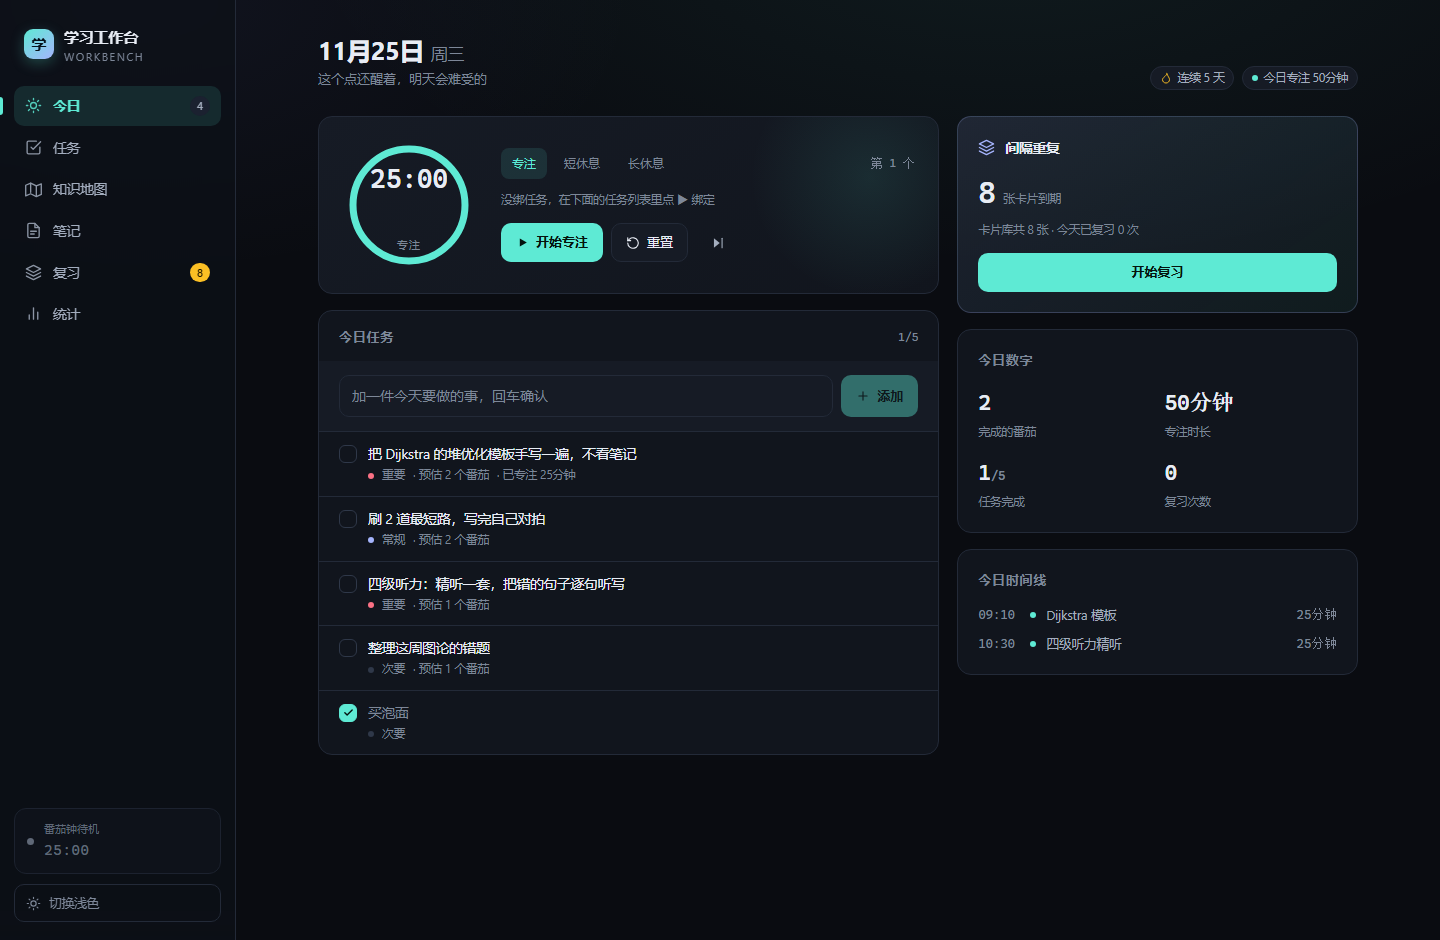 学 学习工作台
WORKBENCH
今日 4
任务
知识地图
笔记
复习 8
统计
番茄钟待机
25:00
切换浅色
11月25日 周三
这个点还醒着，明天会难受的
连续 5 天 今日专注 50分钟
25:00
专注
专注 短休息 长休息 第 1 个
没绑任务，在下面的任务列表里点 ▶ 绑定
开始专注 重置
今日任务 1/5
加一件今天要做的事，回车确认 添加
把 Dijkstra 的堆优化模板手写一遍，不看笔记
重要 · 预估 2 个番茄 · 已专注 25分钟
刷 2 道最短路，写完自己对拍
常规 · 预估 2 个番茄
四级听力：精听一套，把错的句子逐句听写
重要 · 预估 1 个番茄
整理这周图论的错题
次要 · 预估 1 个番茄
买泡面
次要
间隔重复
8 张卡片到期
卡片库共 8 张 · 今天已复习 0 次
开始复习
今日数字
2 50分钟
完成的番茄 专注时长
1/5 0
任务完成 复习次数
今日时间线
09:10 Dijkstra 模板 25分钟
10:30 四级听力精听 25分钟